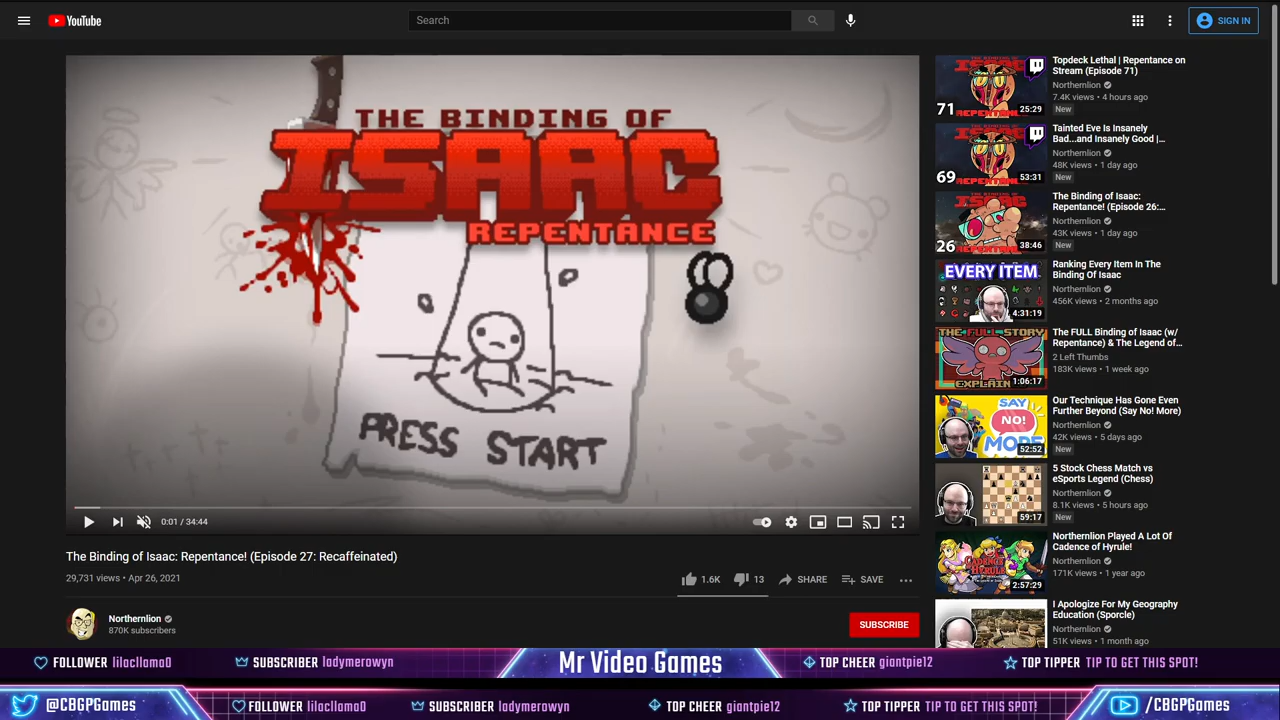 YouTube
Search
SIGN IN
THE BINDING OF
ISAAC
REPENTANCE
PRESS START
0:01 / 34:44
The Binding of Isaac: Repentance! (Episode 27: Recaffeinated)
29,731 views • Apr 26, 2021
1.6K
13
SHARE
SAVE
Northernlion
870K subscribers
SUBSCRIBE
71
25:29
Topdeck Lethal | Repentance on
Stream (Episode 71)
Northernlion
7.4K views • 4 hours ago
New
69
53:31
Tainted Eve Is Insanely
Bad...and Insanely Good |...
Northernlion
48K views • 1 day ago
New
26
38:46
The Binding of Isaac:
Repentance! (Episode 26:...
Northernlion
43K views • 1 day ago
New
EVERY ITEM
4:31:19
Ranking Every Item In The
Binding Of Isaac
Northernlion
456K views • 2 months ago
THE FULL STORY
EXPLAIN
1:06:17
The FULL Binding of Isaac (w/
Repentance) & The Legend of...
2 Left Thumbs
183K views • 1 week ago
SAY
NO!
MORE
52:52
Our Technique Has Gone Even
Further Beyond (Say No! More)
Northernlion
42K views • 5 days ago
New
59:17
5 Stock Chess Match vs
eSports Legend (Chess)
Northernlion
8.1K views • 5 hours ago
New
2:57:29
Northernlion Played A Lot Of
Cadence of Hyrule!
Northernlion
171K views • 1 year ago
I Apologize For My Geography
Education (Sporcle)
Northernlion
51K views • 1 month ago
FOLLOWER lilacllama0
SUBSCRIBER ladymerowyn
Mr Video Games
TOP CHEER giantpie12
TOP TIPPER TIP TO GET THIS SPOT!
@CBGPGames
FOLLOWER lilacllama0
SUBSCRIBER ladymerowyn
TOP CHEER giantpie12
TOP TIPPER TIP TO GET THIS SPOT!
/CBGPGames